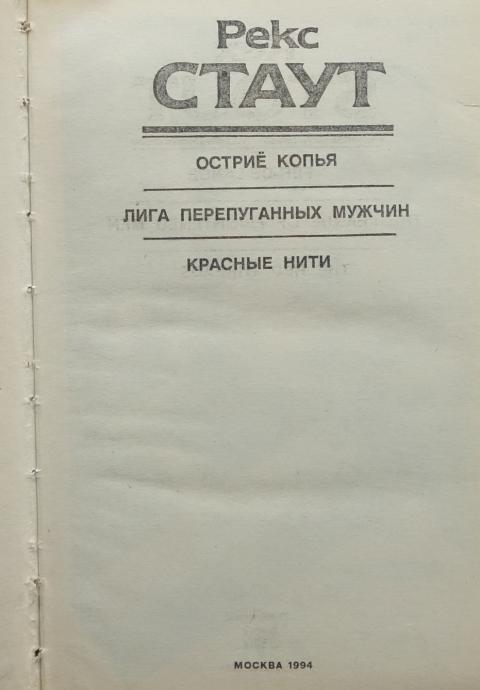 Рекс
СТАУТ
ОСТРИЁ КОПЬЯ
ЛИГА ПЕРЕПУГАННЫХ МУЖЧИН
КРАСНЫЕ НИТИ
МОСКВА 1994